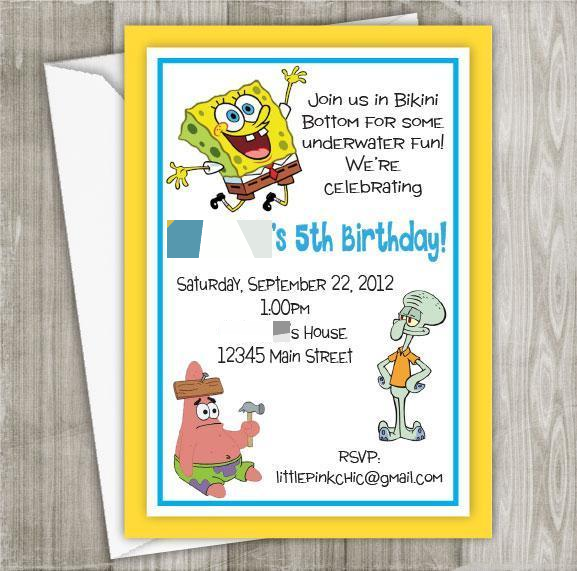 Join us in Bikini
Bottom for some
underwater fun!
We're
celebrating
's 5th Birthday!
Saturday, September 22, 2012
1:00pm
s House
12345 Main Street
RSVP:
littlepinkchic@gmail.com